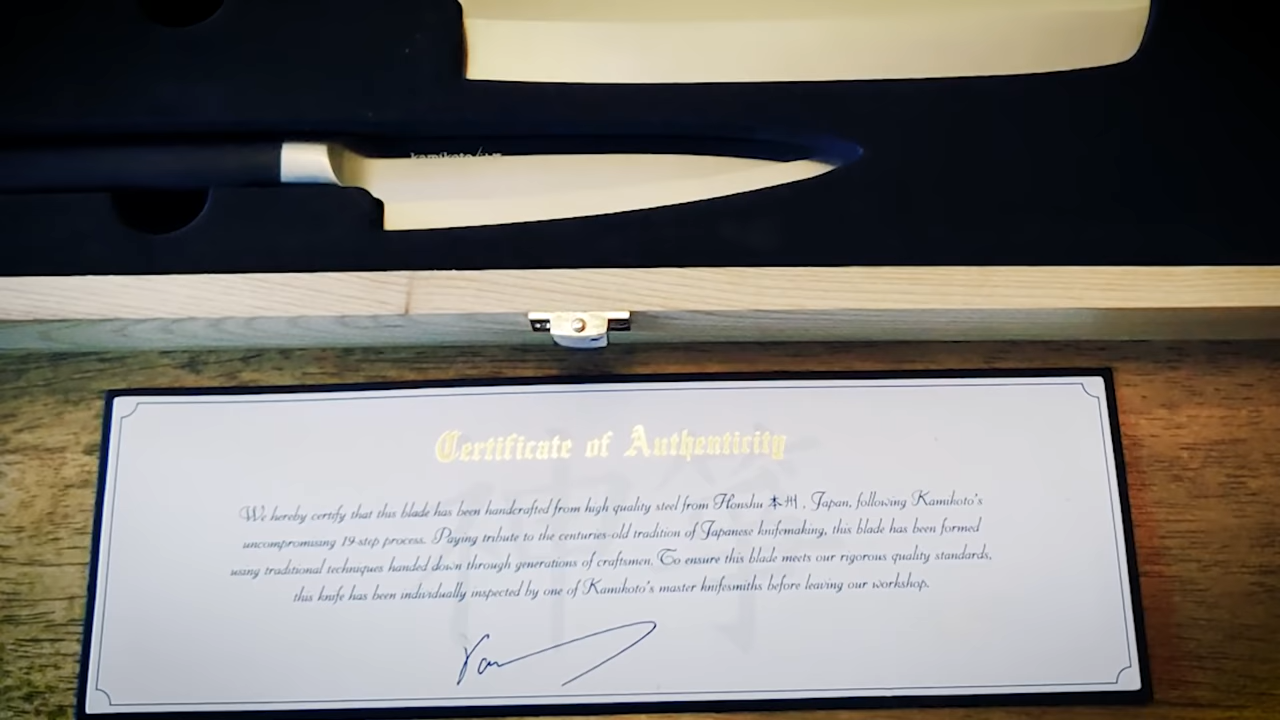 kamikoto
Certificate of Authenticity
We hereby certify that this blade has been handcrafted from high quality steel from Honshu 本州 , Japan, following Kamikoto's
uncompromising 19-step process. Paying tribute to the centuries-old tradition of Japanese knifemaking, this blade has been formed
using traditional techniques handed down through generations of craftsmen. To ensure this blade meets our rigorous quality standards,
this knife has been individually inspected by one of Kamikoto's master knifesmiths before leaving our workshop.